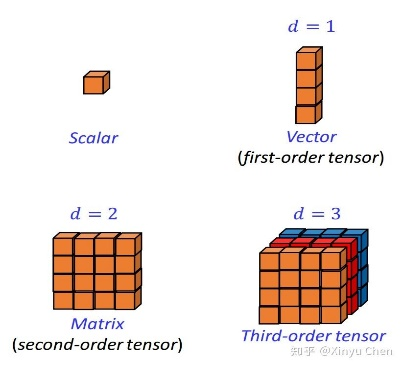 d = 1
Scalar
Vector
(first-order tensor)
d = 2
d = 3
Matrix
(second-order tensor)
Third-order tensor
知乎 @Xinyu Chen